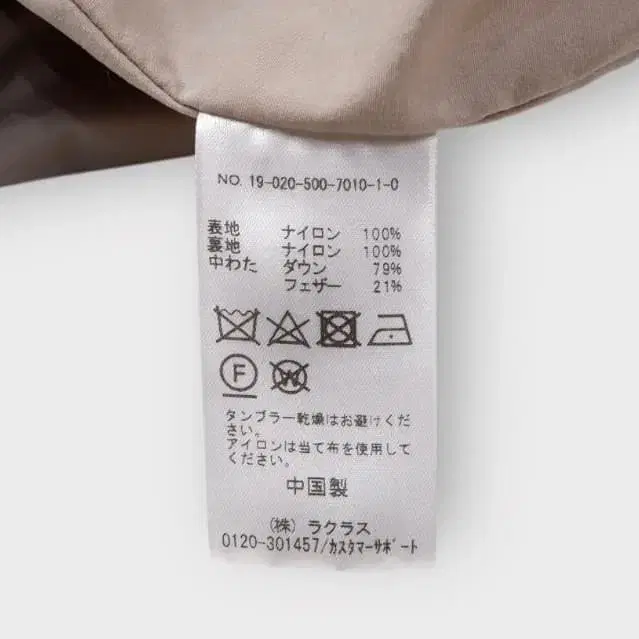 NO. 19-020-500-7010-1-0
表地 ナイロン 100%
裏地 ナイロン 100%
中わた ダウン 79%
フェザー 21%
F W
タンブラー乾燥はお避けくだ
さい。
アイロンは当て布を使用して
ください。
中国製
(株) ラクラス
0120-301457/カスタマーサポート